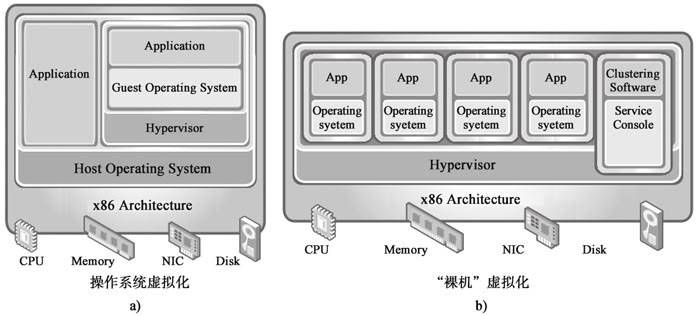 Application
Application
Guest Operating System
Hypervisor
Host Operating System
x86 Architecture
CPU
Memory
NIC
Disk
操作系统虚拟化
a)
App
Operating
syetem
App
Operating
syetem
App
Operating
syetem
App
Operating
syetem
Clustering
Software
Service
Console
Hypervisor
x86 Architecture
CPU
Memory
NIC
Disk
“裸机”虚拟化
b)